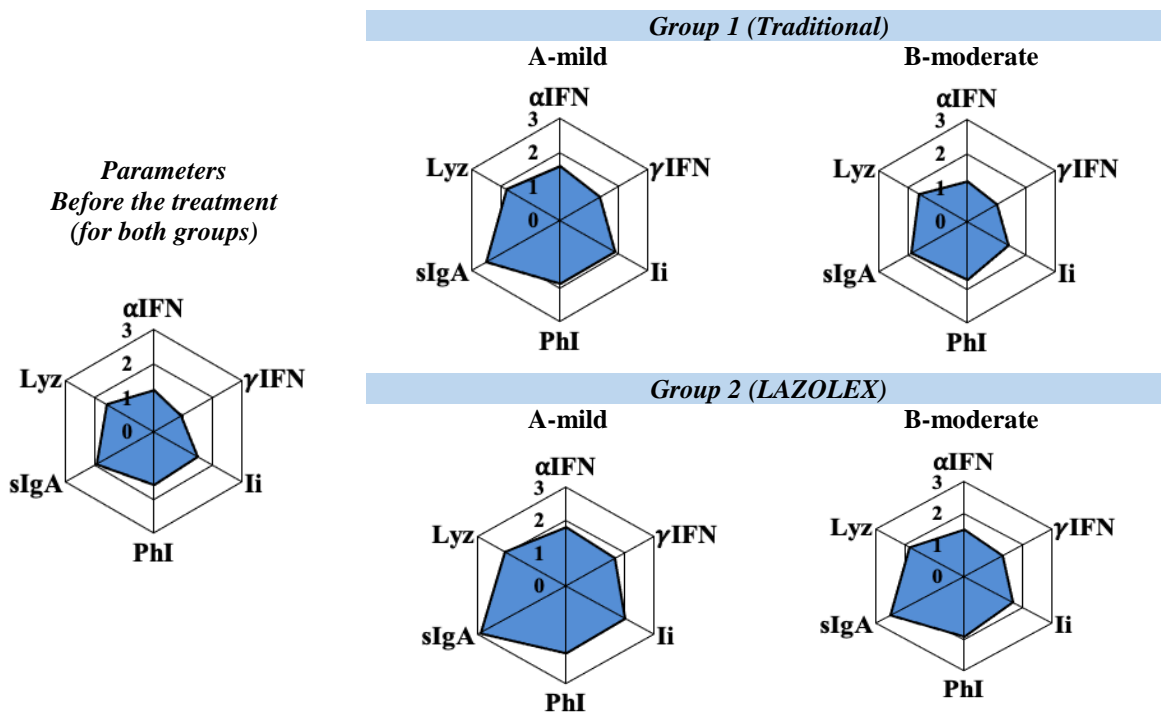 Parameters
Before the treatment
(for both groups)
αIFN
3
2
1
0
γIFN
Ii
PhI
sIgA
Lyz
Group 1 (Traditional)
A-mild
αIFN
3
2
1
0
γIFN
Ii
PhI
sIgA
Lyz
B-moderate
αIFN
3
2
1
0
γIFN
Ii
PhI
sIgA
Lyz
Group 2 (LAZOLEX)
A-mild
αIFN
3
2
1
0
γIFN
Ii
PhI
sIgA
Lyz
B-moderate
αIFN
3
2
1
0
γIFN
Ii
PhI
sIgA
Lyz